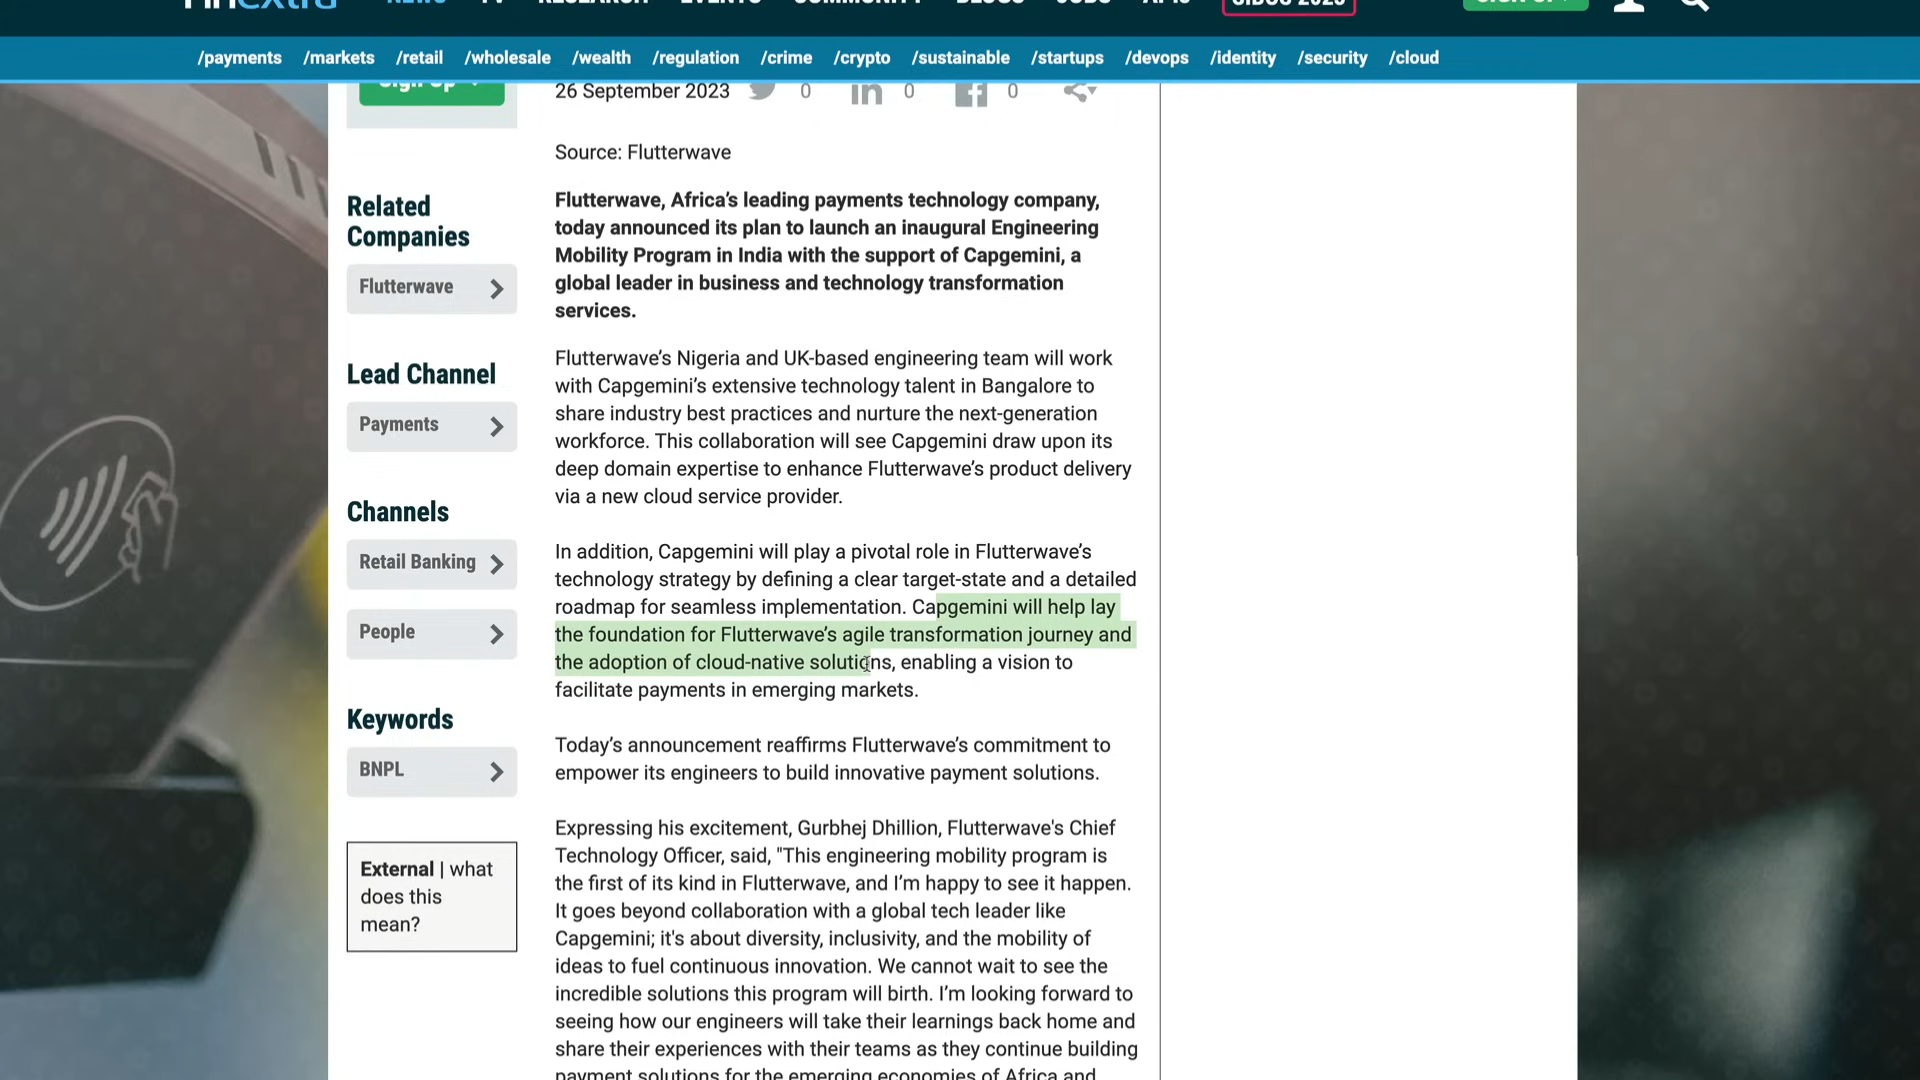 /payments /markets /retail /wholesale /wealth /regulation /crime /crypto /sustainable /startups /devops /identity /security /cloud
Sign Up
26 September 2023 0 0 0
Source: Flutterwave
Related
Companies
Flutterwave
Lead Channel
Payments
Channels
Retail Banking
People
Keywords
BNPL
External | what
does this
mean?
Flutterwave, Africa’s leading payments technology company,
today announced its plan to launch an inaugural Engineering
Mobility Program in India with the support of Capgemini, a
global leader in business and technology transformation
services.
Flutterwave’s Nigeria and UK-based engineering team will work
with Capgemini’s extensive technology talent in Bangalore to
share industry best practices and nurture the next-generation
workforce. This collaboration will see Capgemini draw upon its
deep domain expertise to enhance Flutterwave’s product delivery
via a new cloud service provider.
In addition, Capgemini will play a pivotal role in Flutterwave’s
technology strategy by defining a clear target-state and a detailed
roadmap for seamless implementation. Capgemini will help lay
the foundation for Flutterwave’s agile transformation journey and
the adoption of cloud-native solutions, enabling a vision to
facilitate payments in emerging markets.
Today’s announcement reaffirms Flutterwave’s commitment to
empower its engineers to build innovative payment solutions.
Expressing his excitement, Gurbhej Dhillion, Flutterwave's Chief
Technology Officer, said, "This engineering mobility program is
the first of its kind in Flutterwave, and I’m happy to see it happen.
It goes beyond collaboration with a global tech leader like
Capgemini; it's about diversity, inclusivity, and the mobility of
ideas to fuel continuous innovation. We cannot wait to see the
incredible solutions this program will birth. I’m looking forward to
seeing how our engineers will take their learnings back home and
share their experiences with their teams as they continue building
payment solutions for the emerging economies of Africa and